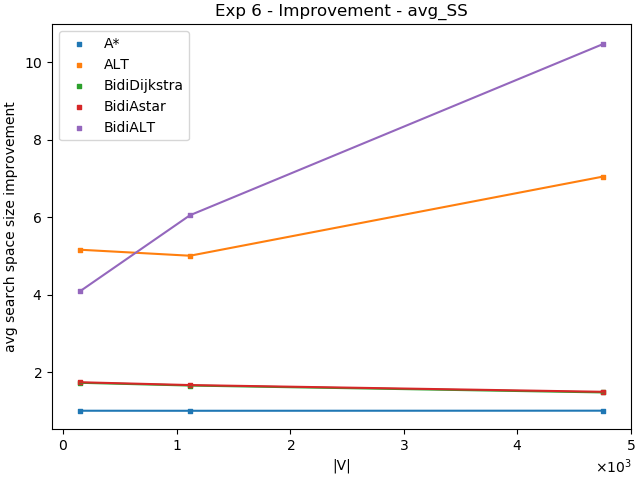 Exp 6 - Improvement - avg_SS
A*
ALT
BidiDijkstra
BidiAstar
BidiALT
avg search space size improvement
10
8
6
4
2
0 1 2 3 4 5
|V|
×10³